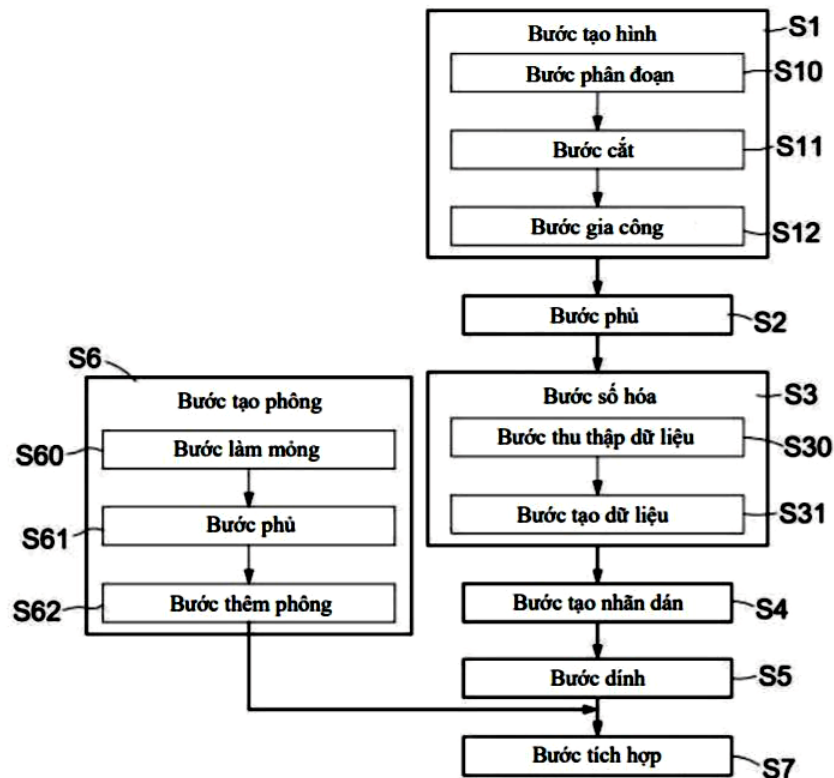 Bước tạo hình
S1
Bước phân đoạn
S10
Bước cắt
S11
Bước gia công
S12
Bước phủ
S2
S6
Bước tạo phông
S60
Bước làm mỏng
S61
Bước phủ
S62
Bước thêm phông
Bước số hóa
S3
Bước thu thập dữ liệu
S30
Bước tạo dữ liệu
S31
Bước tạo nhãn dán
S4
Bước dính
S5
Bước tích hợp
S7